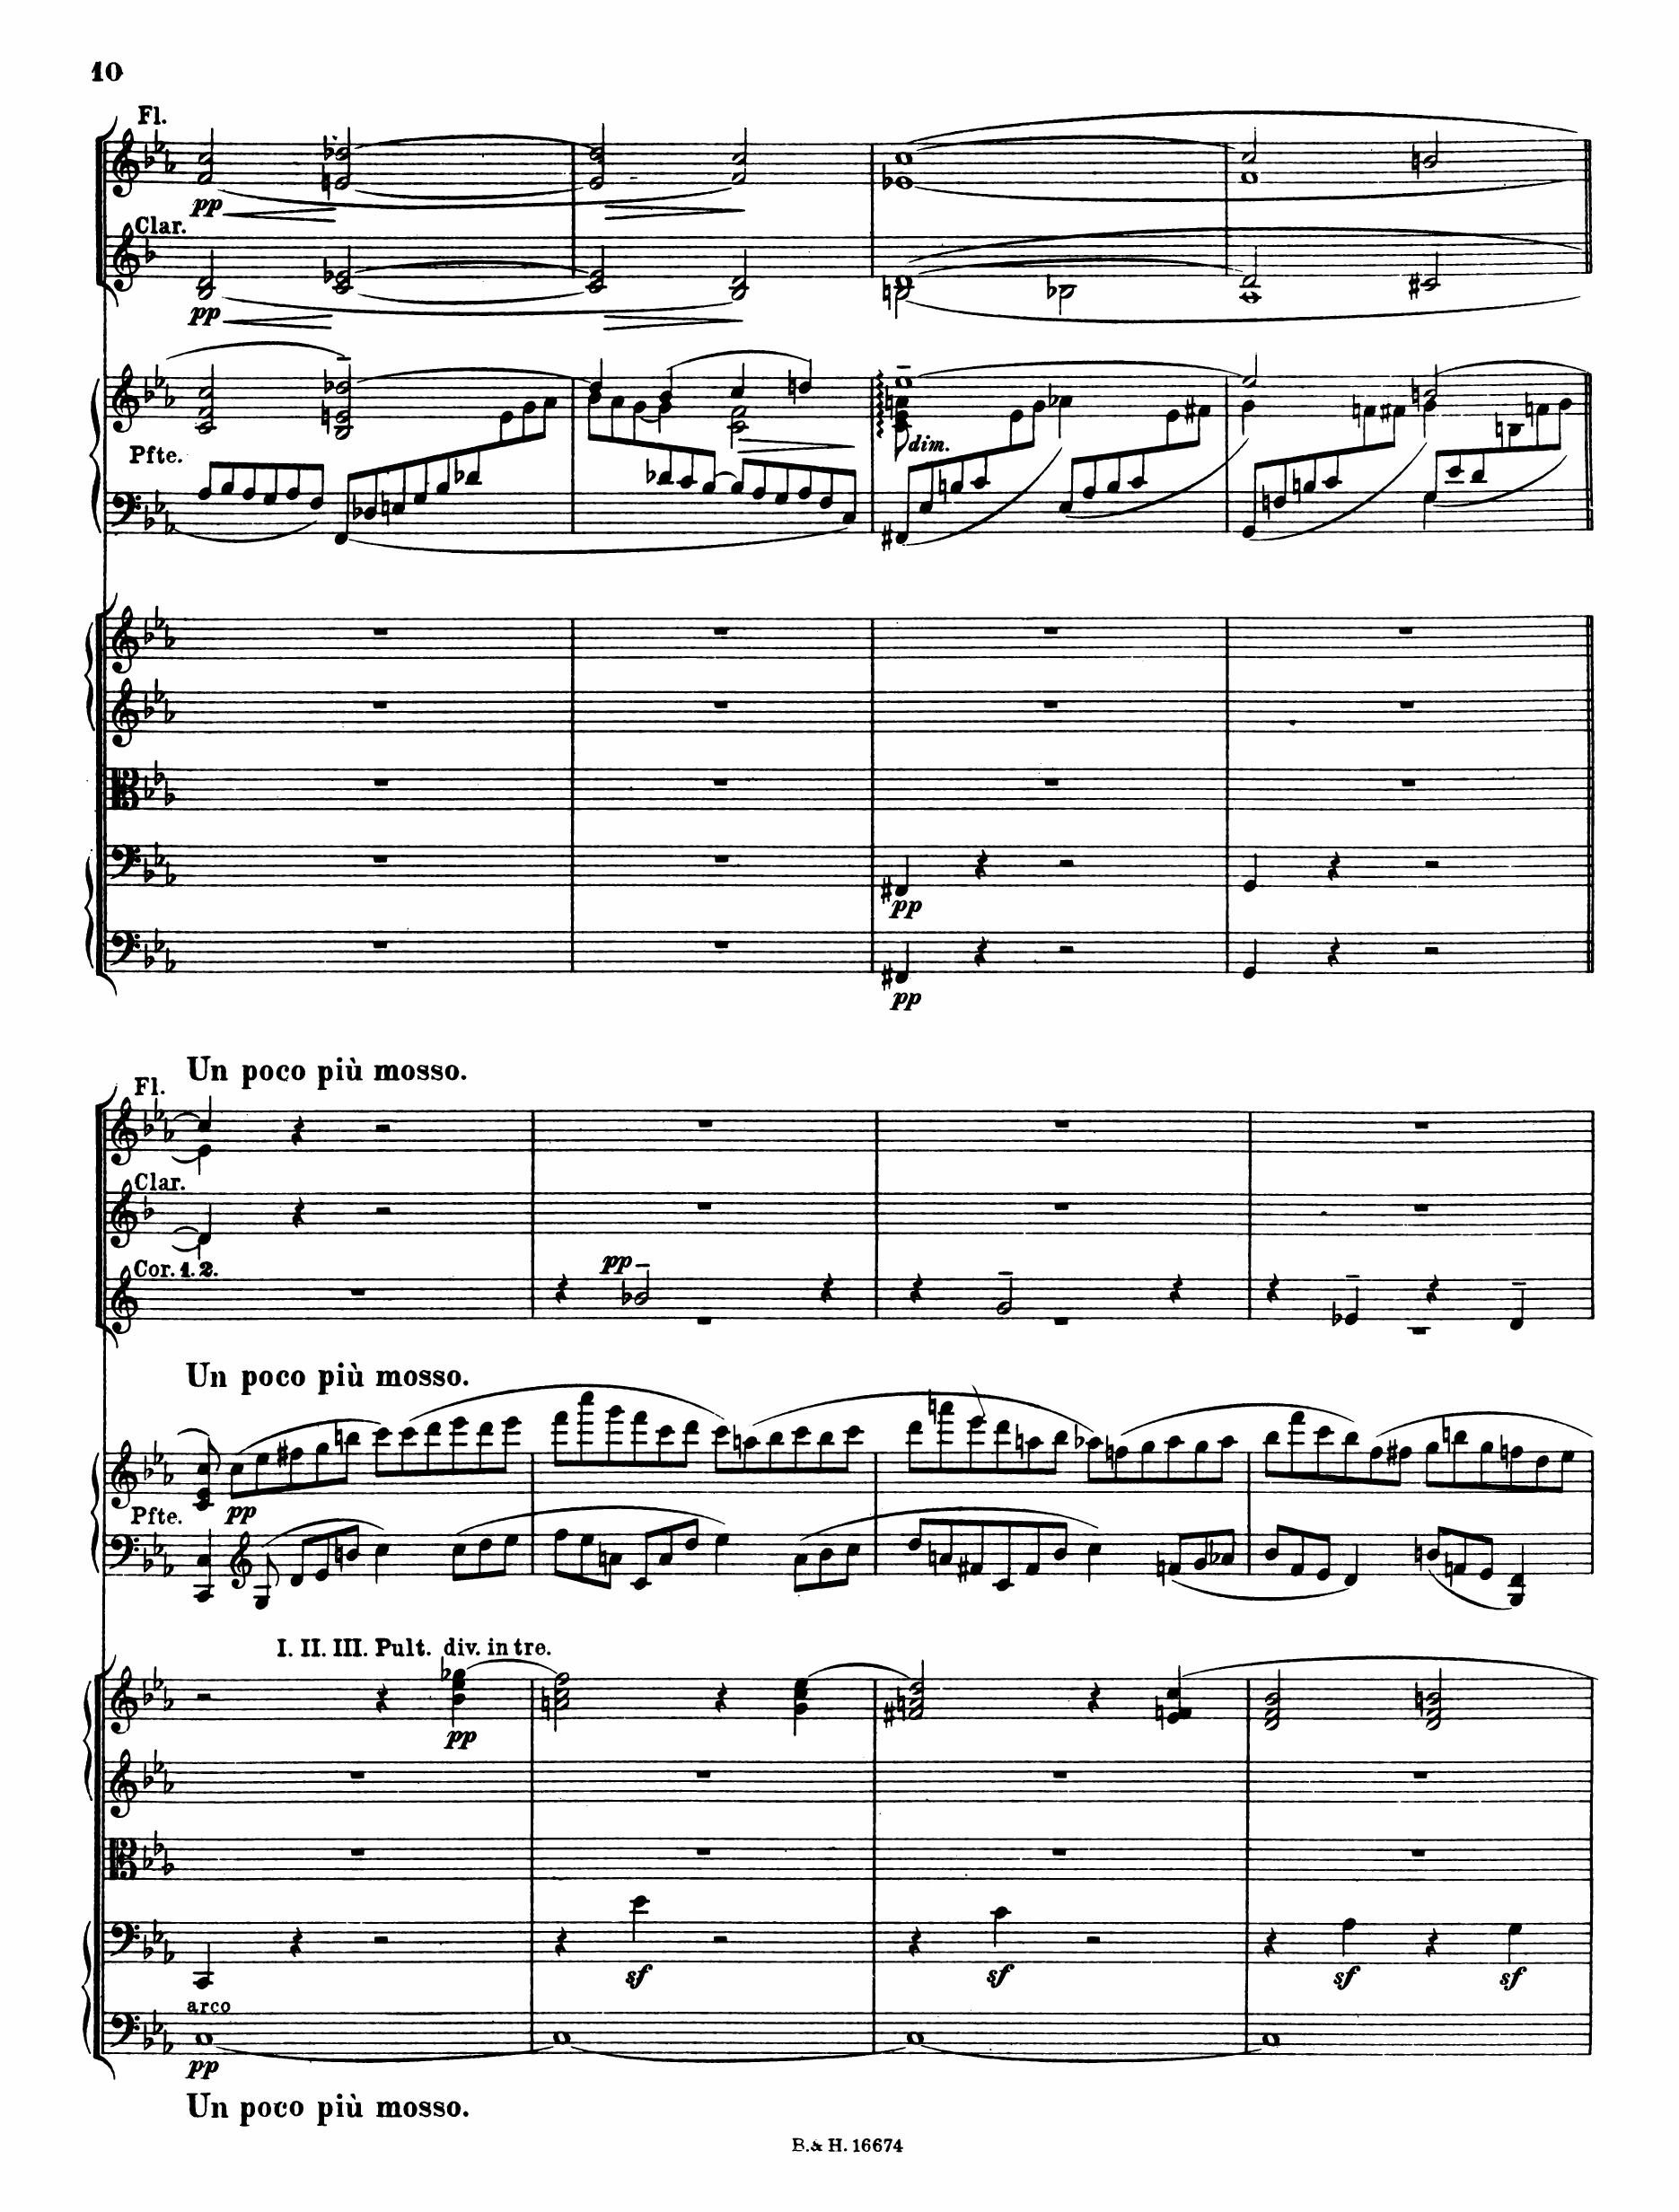 10
Fl.
pp
Clar.
pp
Pfte.
dim.
pp
pp
Un poco più mosso.
Fl.
Clar.
Cor. 1. 2.
pp
Un poco più mosso.
pp
Pfte.
I. II. III. Pult. div. in tre.
pp
sf sf sf sf
arco
pp
Un poco più mosso.
B. & H. 16674